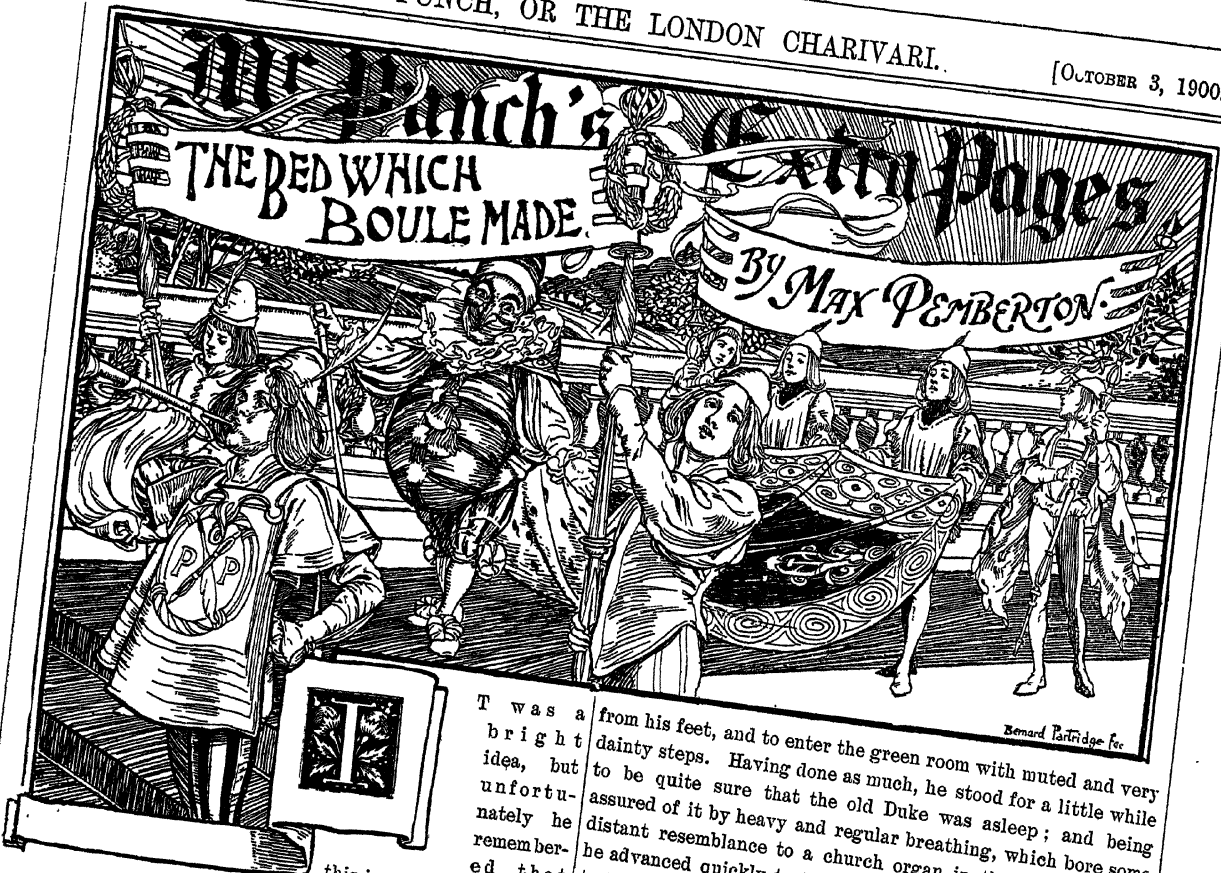 PUNCH, OR THE LONDON CHARIVARI.
[OCTOBER 3, 1900.
Mr Punch's Extra Pages
THE BED WHICH
BOULE MADE.
BY MAX PEMBERTON.
P P
Bernard Partridge fec
IT was a
bright
idea, but
unfortu-
nately he
remember-
ed that
from his feet, and to enter the green room with muted and very
dainty steps. Having done as much, he stood for a little while
to be quite sure that the old Duke was asleep; and being
assured of it by heavy and regular breathing, which bore some
distant resemblance to a church organ in
be advanced quickly